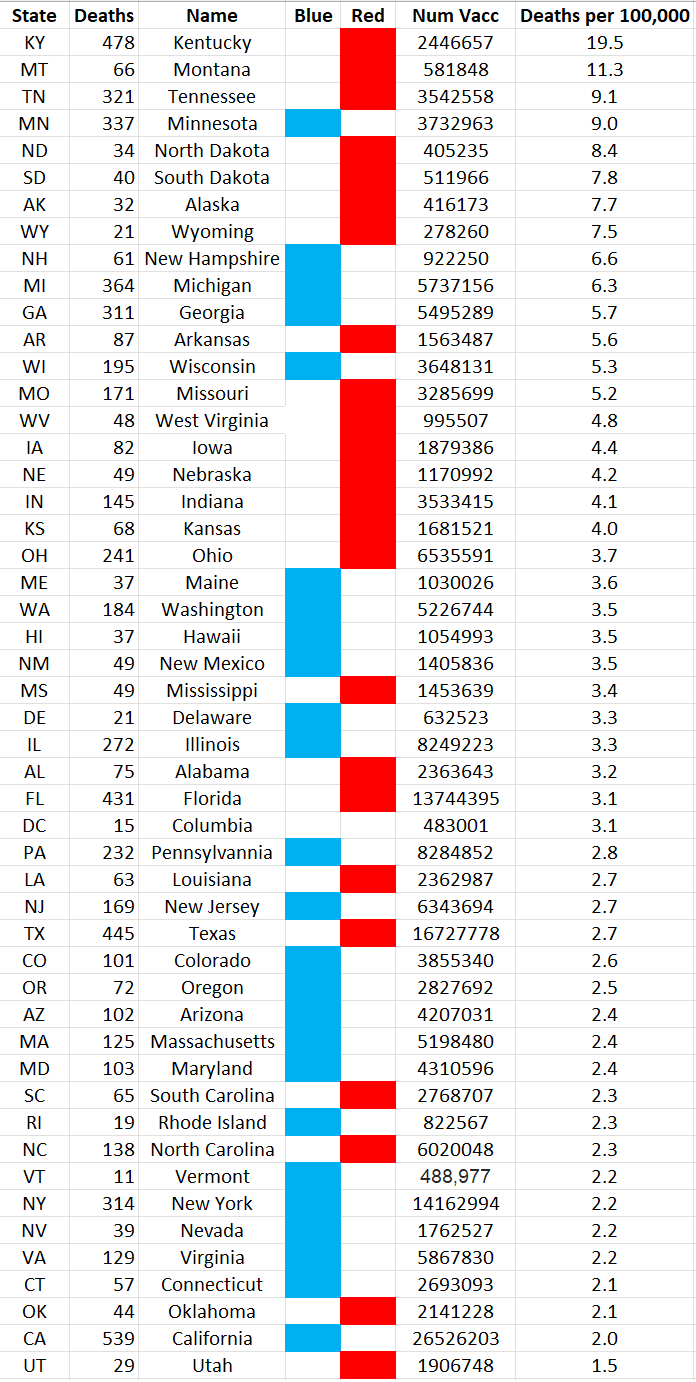 State Deaths Name Blue Red Num Vacc Deaths per 100,000
KY 478 Kentucky 2446657 19.5
MT 66 Montana 581848 11.3
TN 321 Tennessee 3542558 9.1
MN 337 Minnesota 3732963 9.0
ND 34 North Dakota 405235 8.4
SD 40 South Dakota 511966 7.8
AK 32 Alaska 416173 7.7
WY 21 Wyoming 278260 7.5
NH 61 New Hampshire 922250 6.6
MI 364 Michigan 5737156 6.3
GA 311 Georgia 5495289 5.7
AR 87 Arkansas 1563487 5.6
WI 195 Wisconsin 3648131 5.3
MO 171 Missouri 3285699 5.2
WV 48 West Virginia 995507 4.8
IA 82 Iowa 1879386 4.4
NE 49 Nebraska 1170992 4.2
IN 145 Indiana 3533415 4.1
KS 68 Kansas 1681521 4.0
OH 241 Ohio 6535591 3.7
ME 37 Maine 1030026 3.6
WA 184 Washington 5226744 3.5
HI 37 Hawaii 1054993 3.5
NM 49 New Mexico 1405836 3.5
MS 49 Mississippi 1453639 3.4
DE 21 Delaware 632523 3.3
IL 272 Illinois 8249223 3.3
AL 75 Alabama 2363643 3.2
FL 431 Florida 13744395 3.1
DC 15 Columbia 483001 3.1
PA 232 Pennsylvannia 8284852 2.8
LA 63 Louisiana 2362987 2.7
NJ 169 New Jersey 6343694 2.7
TX 445 Texas 16727778 2.7
CO 101 Colorado 3855340 2.6
OR 72 Oregon 2827692 2.5
AZ 102 Arizona 4207031 2.4
MA 125 Massachusetts 5198480 2.4
MD 103 Maryland 4310596 2.4
SC 65 South Carolina 2768707 2.3
RI 19 Rhode Island 822567 2.3
NC 138 North Carolina 6020048 2.3
VT 11 Vermont 488,977 2.2
NY 314 New York 14162994 2.2
NV 39 Nevada 1762527 2.2
VA 129 Virginia 5867830 2.2
CT 57 Connecticut 2693093 2.1
OK 44 Oklahoma 2141228 2.1
CA 539 California 26526203 2.0
UT 29 Utah 1906748 1.5